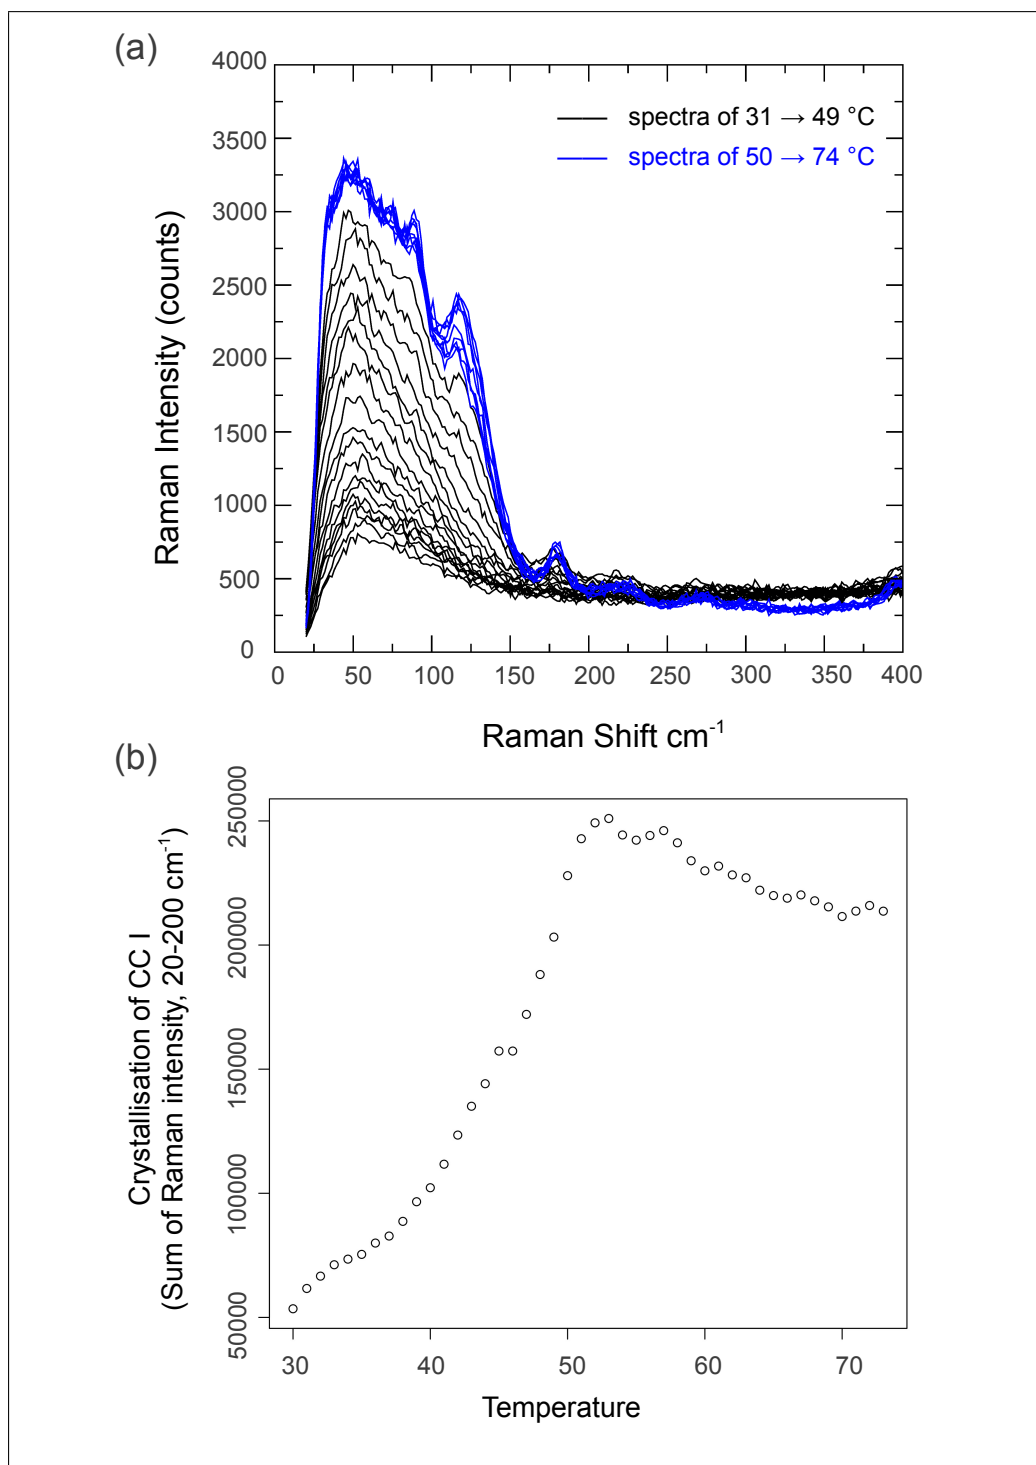 (a)
4000
3500
3000
2500
2000
1500
1000
500
0
Raman Intensity (counts)
spectra of 31 → 49 °C
spectra of 50 → 74 °C
0 50 100 150 200 250 300 350 400
Raman Shift cm-1
(b)
250000
200000
150000
100000
50000
Crystallisation of CC I
(Sum of Raman intensity, 20-200 cm-1)
30 40 50 60 70
Temperature